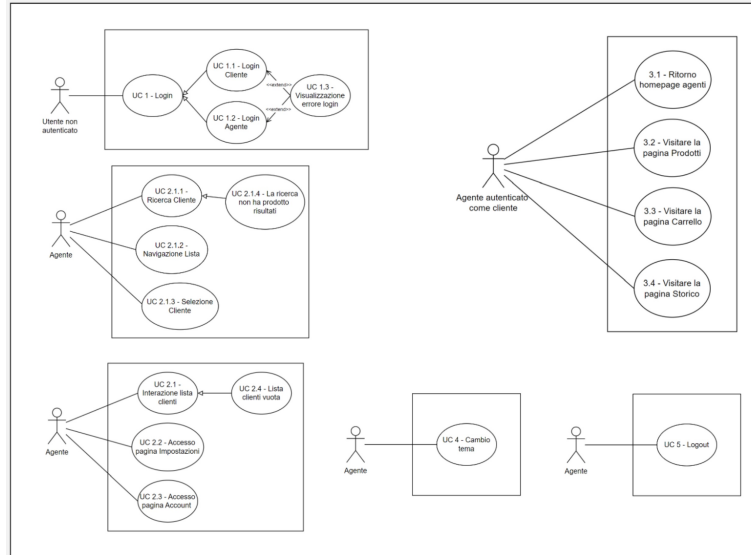 Utente non
autenticato
UC 1 - Login
UC 1.1 - Login
Cliente
UC 1.2 - Login
Agente
<<extend>>
<<extend>>
UC 1.3 -
Visualizzazione
errore login
Agente
UC 2.1.1 -
Ricerca Cliente
UC 2.1.4 - La ricerca
non ha prodotto
risultati
UC 2.1.2 -
Navigazione Lista
UC 2.1.3 - Selezione
Cliente
Agente
UC 2.1 -
Interazione lista
clienti
UC 2.4 - Lista
clienti vuota
UC 2.2 - Accesso
pagina Impostazioni
UC 2.3 - Accesso
pagina Account
Agente autenticato
come cliente
3.1 - Ritorno
homepage agenti
3.2 - Visitare la
pagina Prodotti
3.3 - Visitare la
pagina Carrello
3.4 - Visitare la
pagina Storico
Agente
UC 4 - Cambio
tema
Agente
UC 5 - Logout